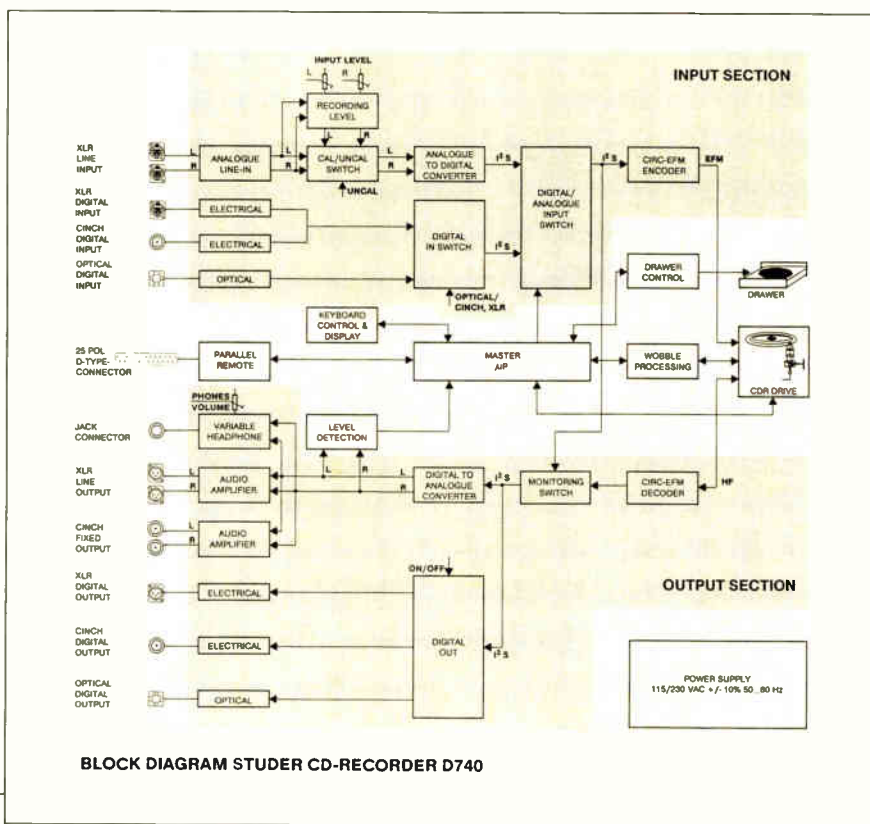 INPUT LEVEL
L
R
INPUT SECTION
RECORDING
LEVEL
L
R
XLR
LINE
INPUT
L
R
ANALOGUE
LINE-IN
L
R
CAL/UNCAL
SWITCH
L
R
ANALOGUE
TO DIGITAL
CONVERTER
I²S
DIGITAL/
ANALOGUE
INPUT
SWITCH
I²S
CIRC-EFM
ENCODER
EFM
UNCAL
XLR
DIGITAL
INPUT
ELECTRICAL
CINCH
DIGITAL
INPUT
ELECTRICAL
DIGITAL
IN SWITCH
I²S
OPTICAL
DIGITAL
INPUT
OPTICAL
OPTICAL/
CINCH, XLR
DRAWER
CONTROL
DRAWER
KEYBOARD
CONTROL &
DISPLAY
25 POL
D-TYPE-
CONNECTOR
PARALLEL
REMOTE
MASTER
µP
WOBBLE
PROCESSING
CDR DRIVE
PHONES
VOLUME
JACK
CONNECTOR
VARIABLE
HEADPHONE
LEVEL
DETECTION
XLR
LINE
OUTPUT
L
R
AUDIO
AMPLIFIER
L
R
L
R
DIGITAL TO
ANALOGUE
CONVERTER
I²S
MONITORING
SWITCH
CIRC-EFM
DECODER
HF
CINCH
FIXED
OUTPUT
L
R
AUDIO
AMPLIFIER
XLR
DIGITAL
OUTPUT
ELECTRICAL
ON/OFF
OUTPUT SECTION
CINCH
DIGITAL
OUTPUT
ELECTRICAL
DIGITAL
OUT
I²S
OPTICAL
DIGITAL
OUTPUT
OPTICAL
POWER SUPPLY
115/230 VAC +/- 10% 50 Hz
BLOCK DIAGRAM STUDER CD-RECORDER D740